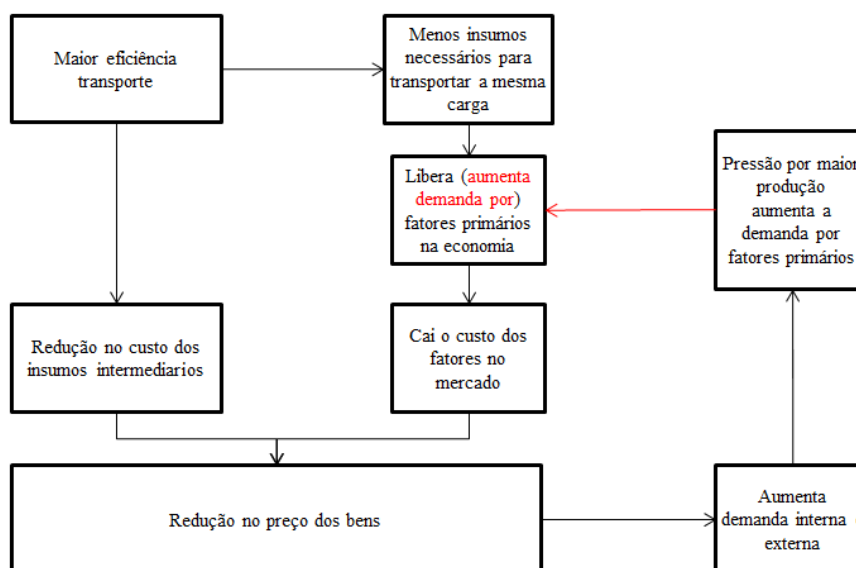 Maior eficiência
transporte
Menos insumos
necessários para
transportar a mesma
carga
Libera (aumenta
demanda por)
fatores primários
na economia
Pressão por maior
produção
aumenta a
demanda por
fatores primários
Redução no custo dos
insumos intermediarios
Cai o custo dos
fatores no
mercado
Redução no preço dos bens
Aumenta
demanda interna e
externa